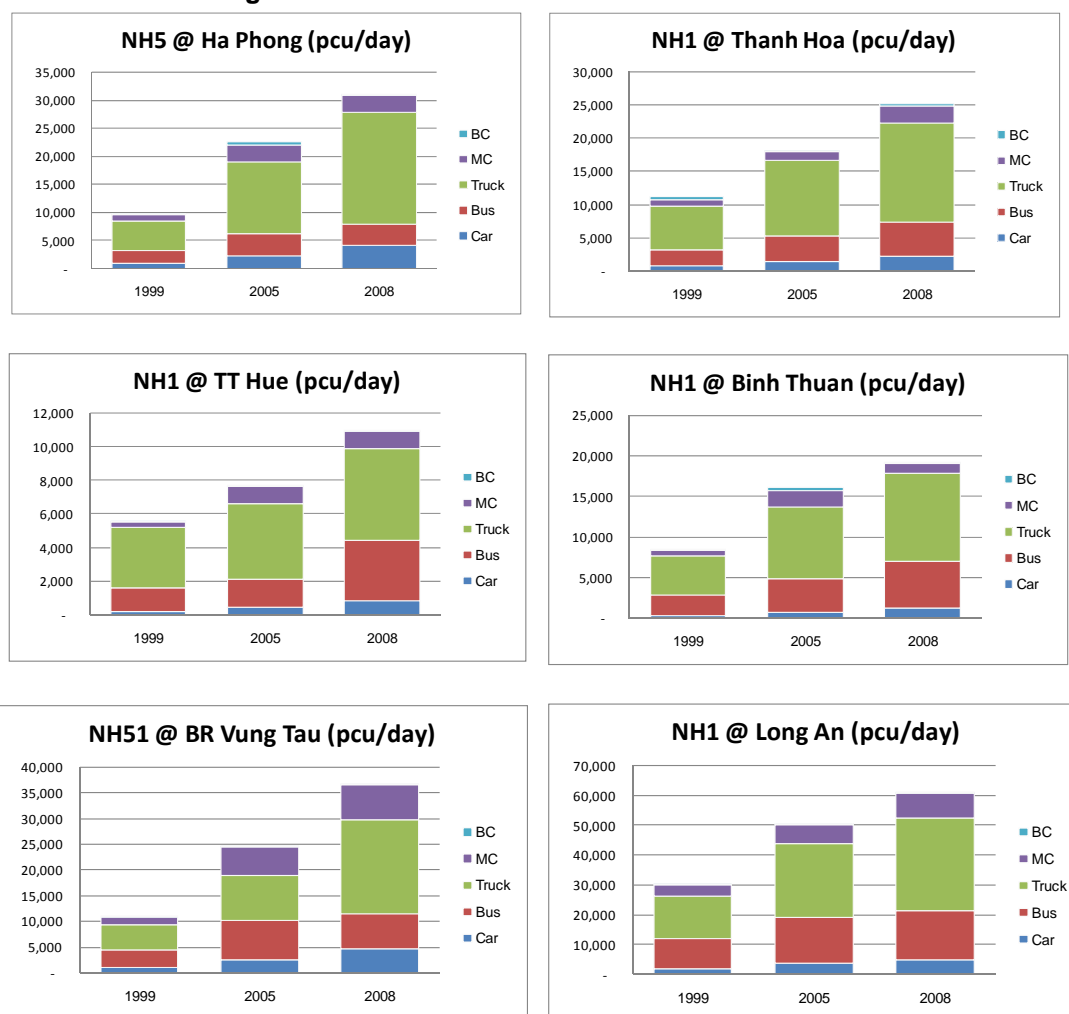 NH5 @ Ha Phong (pcu/day)
35,000
30,000
25,000
20,000
15,000
10,000
5,000
-
1999
2005
2008
BC
MC
Truck
Bus
Car
NH1 @ Thanh Hoa (pcu/day)
30,000
25,000
20,000
15,000
10,000
5,000
-
1999
2005
2008
BC
MC
Truck
Bus
Car
NH1 @ TT Hue (pcu/day)
12,000
10,000
8,000
6,000
4,000
2,000
-
1999
2005
2008
BC
MC
Truck
Bus
Car
NH1 @ Binh Thuan (pcu/day)
25,000
20,000
15,000
10,000
5,000
-
1999
2005
2008
BC
MC
Truck
Bus
Car
NH51 @ BR Vung Tau (pcu/day)
40,000
35,000
30,000
25,000
20,000
15,000
10,000
5,000
-
1999
2005
2008
BC
MC
Truck
Bus
Car
NH1 @ Long An (pcu/day)
70,000
60,000
50,000
40,000
30,000
20,000
10,000
-
1999
2005
2008
BC
MC
Truck
Bus
Car